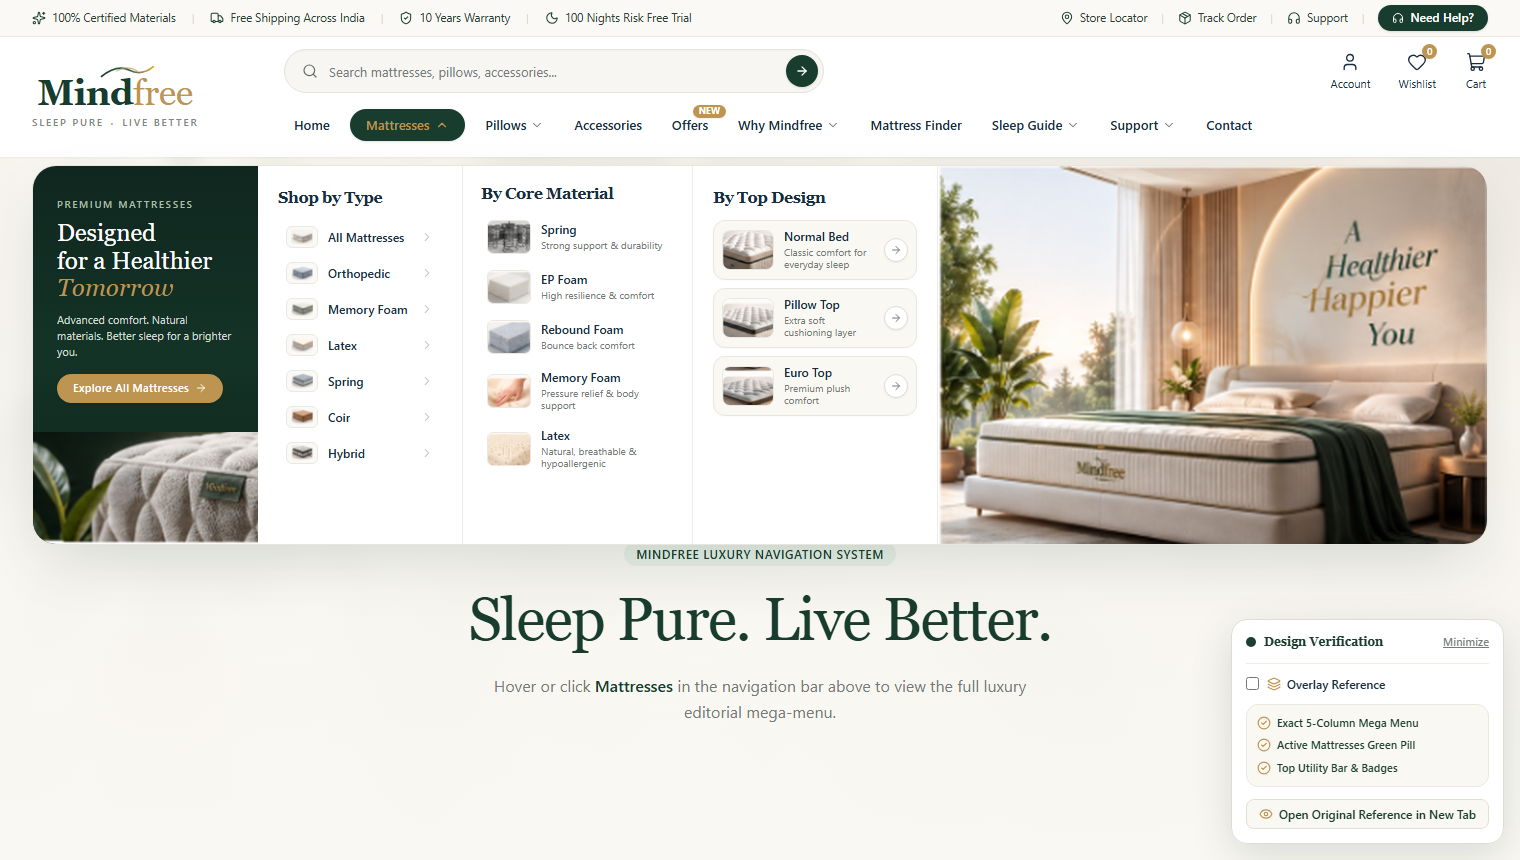 100% Certified Materials
Free Shipping Across India
10 Years Warranty
100 Nights Risk Free Trial
Store Locator
Track Order
Support
Need Help?
Mindfree
SLEEP PURE · LIVE BETTER
Search mattresses, pillows, accessories...
Account
0
Wishlist
0
Cart
Home
Mattresses
Pillows
Accessories
Offers
NEW
Why Mindfree
Mattress Finder
Sleep Guide
Support
Contact
PREMIUM MATTRESSES
Designed
for a Healthier
Tomorrow
Advanced comfort. Natural
materials. Better sleep for a brighter
you.
Explore All Mattresses
Mindfree
Shop by Type
All Mattresses
Orthopedic
Memory Foam
Latex
Spring
Coir
Hybrid
By Core Material
Spring
Strong support & durability
EP Foam
High resilience & comfort
Rebound Foam
Bounce back comfort
Memory Foam
Pressure relief & body
support
Latex
Natural, breathable &
hypoallergenic
By Top Design
Normal Bed
Classic comfort for
everyday sleep
Pillow Top
Extra soft
cushioning layer
Euro Top
Premium plush
comfort
A
Healthier
Happier
You
Mindfree
MINDFREE LUXURY NAVIGATION SYSTEM
Sleep Pure. Live Better.
Hover or click Mattresses in the navigation bar above to view the full luxury
editorial mega-menu.
Design Verification
Minimize
Overlay Reference
Exact 5-Column Mega Menu
Active Mattresses Green Pill
Top Utility Bar & Badges
Open Original Reference in New Tab